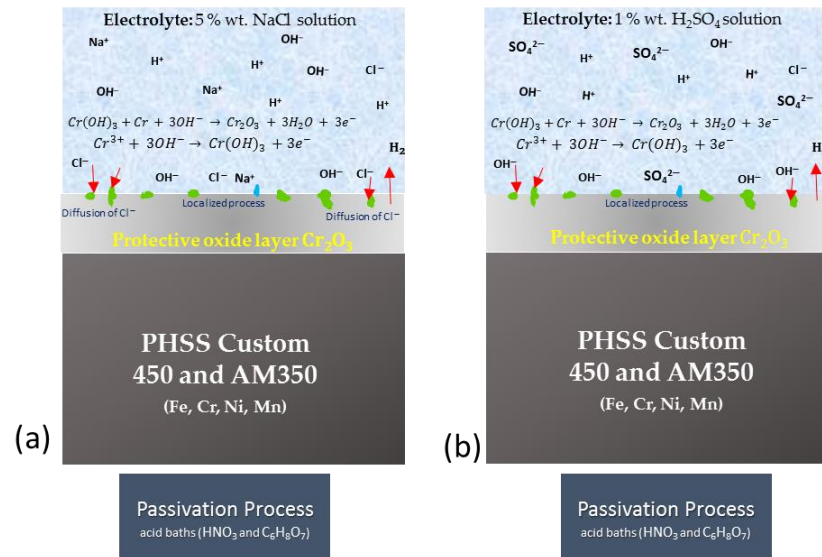 Electrolyte: 5 % wt. NaCl solution
Na⁺
OH⁻
H⁺
H⁺
OH⁻
Cl⁻
OH⁻
Na⁺
H⁺
H⁺
Cr(OH)₃ + Cr + 3OH⁻ → Cr₂O₃ + 3H₂O + 3e⁻
Cr³⁺ + 3OH⁻ → Cr(OH)₃ + 3e⁻
H₂
Cl⁻
OH⁻
Cl⁻
Na⁺
OH⁻
Cl⁻
Diffusion of Cl⁻
Localized process
Diffusion of Cl⁻
Protective oxide layer Cr₂O₃
PHSS Custom
450 and AM350
(Fe, Cr, Ni, Mn)
(a)
Passivation Process
acid baths (HNO₃ and C₆H₈O₇)
Electrolyte: 1 % wt. H₂SO₄ solution
SO₄²⁻
OH⁻
H⁺
SO₄²⁻
H⁺
Cl⁻
OH⁻
H⁺
OH⁻
SO₄²⁻
H⁺
Cr(OH)₃ + Cr + 3OH⁻ → Cr₂O₃ + 3H₂O + 3e⁻
Cr³⁺ + 3OH⁻ → Cr(OH)₃ + 3e⁻
H
OH⁻
OH⁻
SO₄²⁻
OH⁻
OH⁻
Localized process
Protective oxide layer Cr₂O₃
PHSS Custom
450 and AM350
(Fe, Cr, Ni, Mn)
(b)
Passivation Process
acid baths (HNO₃ and C₆H₈O₇)